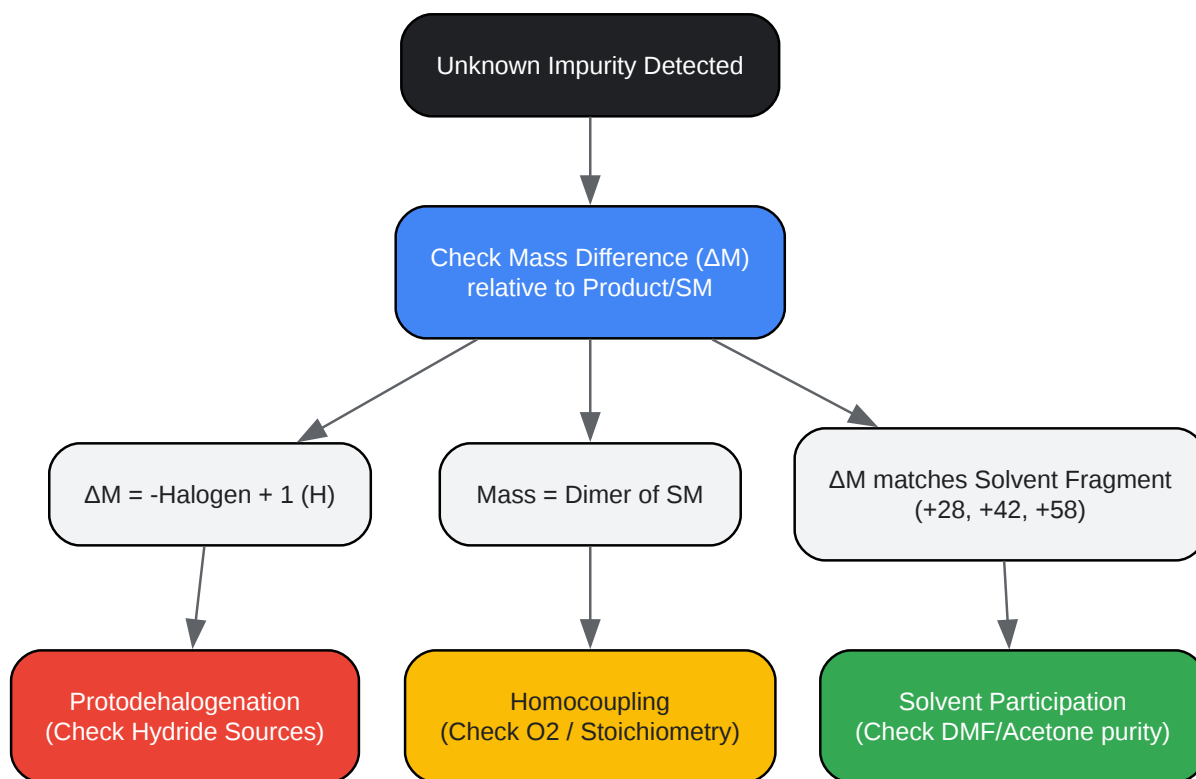 Unknown Impurity Detected
Check Mass Difference (ΔM)
relative to Product/SM
ΔM = -Halogen + 1 (H)
Mass = Dimer of SM
ΔM matches Solvent Fragment
(+28, +42, +58)
Protodehalogenation
(Check Hydride Sources)
Homocoupling
(Check O2 / Stoichiometry)
Solvent Participation
(Check DMF/Acetone purity)